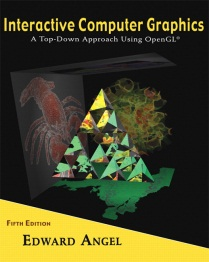 Interactive Computer Graphics
A Top-Down Approach Using OpenGL®
Fifth Edition
Edward Angel